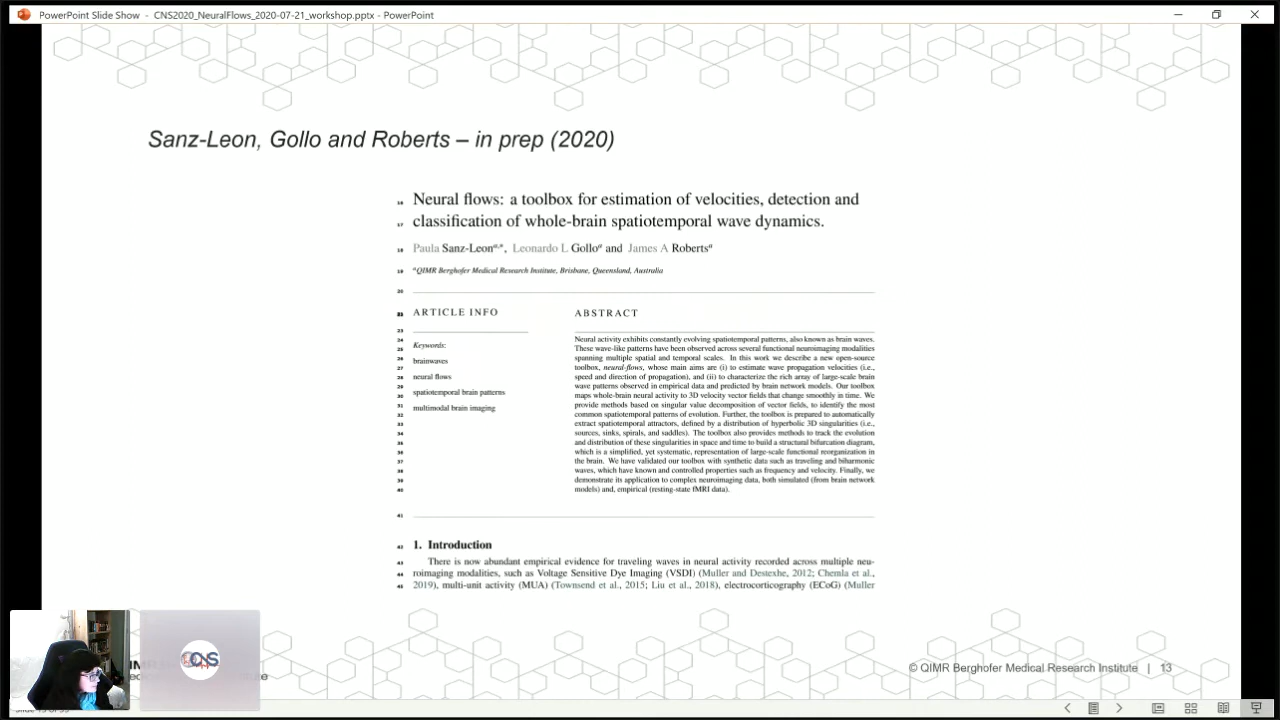 PowerPoint Slide Show - CNS2020_NeuralFlows_2020-07-21_workshop.pptx - PowerPoint
Sanz-Leon, Gollo and Roberts – in prep (2020)
16 Neural flows: a toolbox for estimation of velocities, detection and
17 classification of whole-brain spatiotemporal wave dynamics.
18 Paula Sanz-Leon^a,*, Leonardo L Gollo^a and James A Roberts^a
19 ^aQIMR Berghofer Medical Research Institute, Brisbane, Queensland, Australia
20
ARTICLE INFO
23
24 Keywords:
26 brainwaves
neural flows
spatiotemporal brain patterns
multimodal brain imaging
ABSTRACT
Neural activity exhibits constantly evolving spatiotemporal patterns, also known as brain waves.
These wave-like patterns have been observed across several functional neuroimaging modalities
spanning multiple spatial and temporal scales. In this work we describe a new open-source
toolbox, neural-flows, whose main aims are (i) to estimate wave propagation velocities (i.e.,
speed and direction of propagation), and (ii) to characterize the rich array of large-scale brain
wave patterns observed in empirical data and predicted by brain network models. Our toolbox
maps whole-brain neural activity to 3D velocity vector fields that change smoothly in time. We
provide methods based on singular value decomposition of vector fields, to identify the most
common spatiotemporal patterns of evolution. Further, the toolbox is prepared to automatically
extract spatiotemporal attractors, defined by a distribution of hyperbolic 3D singularities (i.e.,
sources, sinks, spirals, and saddles). The toolbox also provides methods to track the evolution
and distribution of these singularities in space and time to build a structural bifurcation diagram,
which is a simplified, yet systematic, representation of large-scale functional reorganization in
the brain. We have validated our toolbox with synthetic data such as traveling and biharmonic
waves, which have known and controlled properties such as frequency and velocity. Finally, we
demonstrate its application to complex neuroimaging data, both simulated (from brain network
models) and, empirical (resting-state fMRI data).
41
42 1. Introduction
43 There is now abundant empirical evidence for traveling waves in neural activity recorded across multiple neu-
44 roimaging modalities, such as Voltage Sensitive Dye Imaging (VSDI) (Muller and Destexhe, 2012; Chemla et al.,
45 2019), multi-unit activity (MUA) (Townsend et al., 2015; Liu et al., 2018), electrocorticography (ECoG) (Muller
CNS
© QIMR Berghofer Medical Research Institute | 13